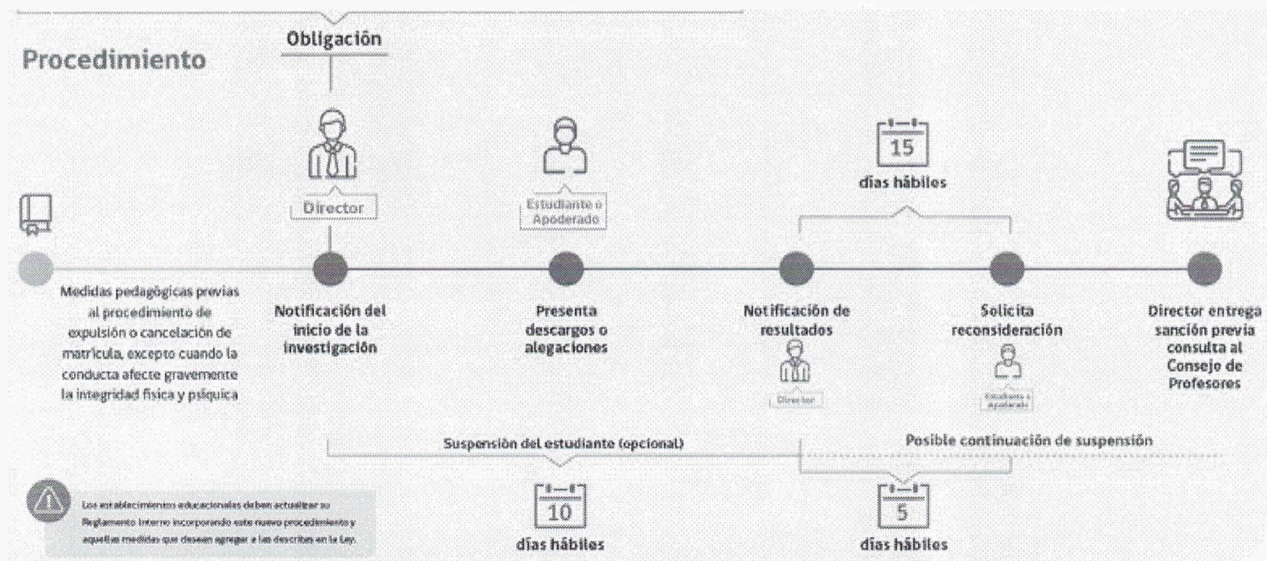 Procedimiento
Obligación
Director
Estudiante o
Apoderado
15
días hábiles
Medidas pedagógicas previas
al procedimiento de
expulsión o cancelación de
matrícula, excepto cuando la
conducta afecte gravemente
la integridad física y psíquica
Notificación del
inicio de la
investigación
Presenta
descargos o
alegaciones
Notificación de
resultados
Director
Solicita
reconsideración
Estudiante o
Apoderado
Director entrega
sanción previa
consulta al
Consejo de
Profesores
Suspensión del estudiante (opcional)
Posible continuación de suspensión
10
días hábiles
5
días hábiles
Los establecimientos educacionales deben actualizar su
Reglamento Interno incorporando este nuevo procedimiento y
aquellas medidas que desean agregar a las descritas en la Ley.